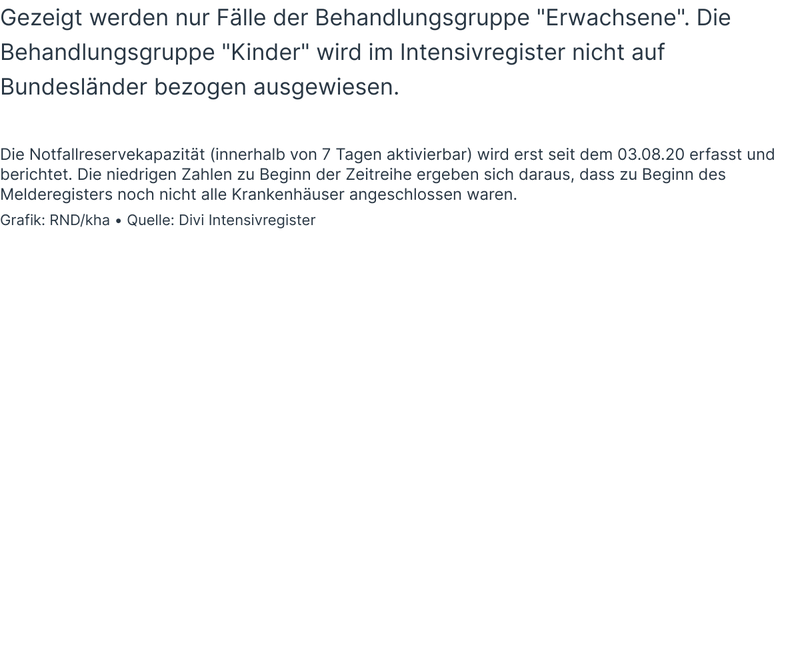 Gezeigt werden nur Fälle der Behandlungsgruppe "Erwachsene". Die
Behandlungsgruppe "Kinder" wird im Intensivregister nicht auf
Bundesländer bezogen ausgewiesen.
Die Notfallreservekapazität (innerhalb von 7 Tagen aktivierbar) wird erst seit dem 03.08.20 erfasst und
berichtet. Die niedrigen Zahlen zu Beginn der Zeitreihe ergeben sich daraus, dass zu Beginn des
Melderegisters noch nicht alle Krankenhäuser angeschlossen waren.
Grafik: RND/kha • Quelle: Divi Intensivregister